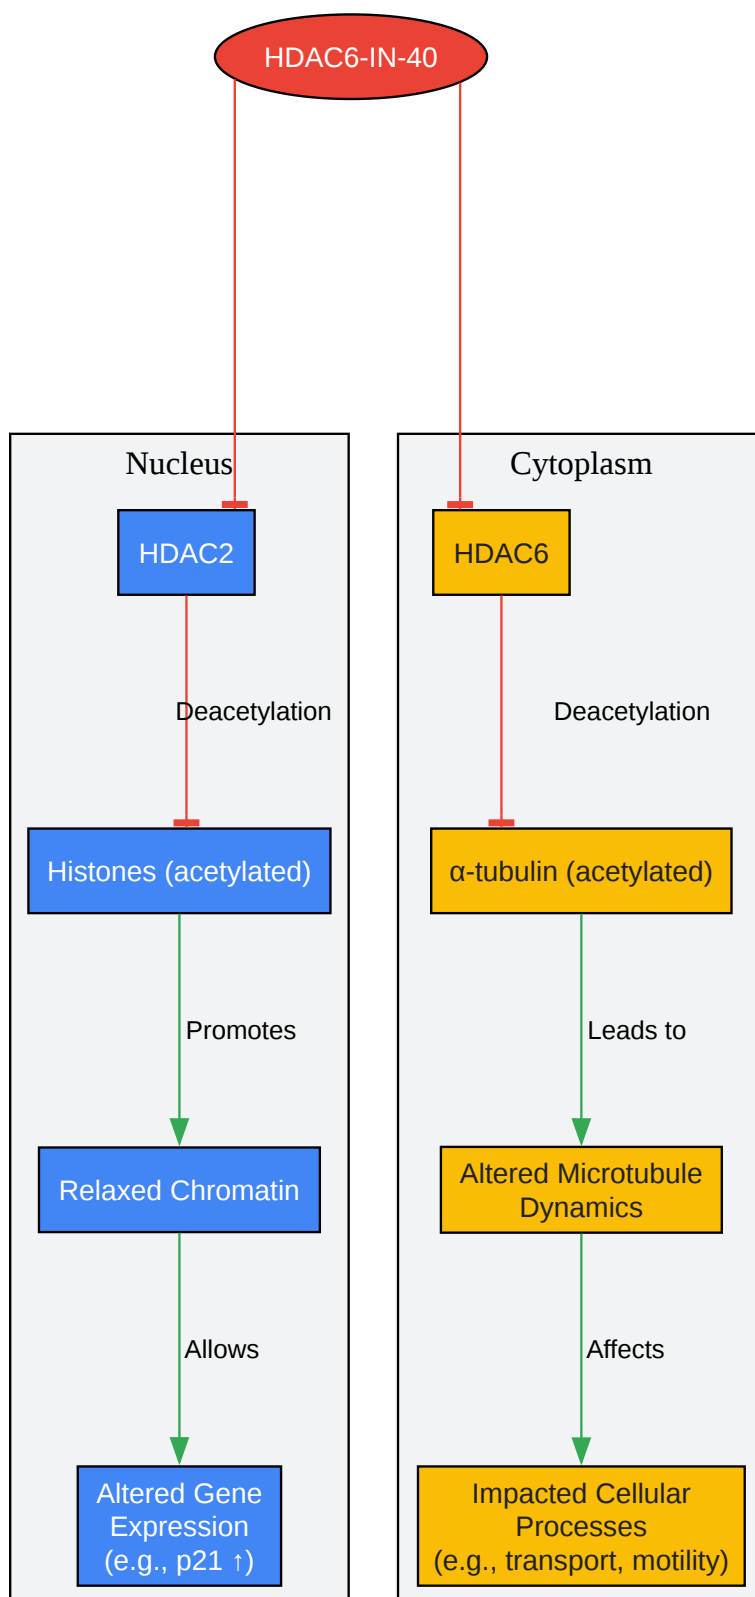 HDAC6-IN-40
Nucleus
HDAC2
Deacetylation
Histones (acetylated)
Promotes
Relaxed Chromatin
Allows
Altered Gene
Expression
(e.g., p21 ↑)
Cytoplasm
HDAC6
Deacetylation
α-tubulin (acetylated)
Leads to
Altered Microtubule
Dynamics
Affects
Impacted Cellular
Processes
(e.g., transport, motility)